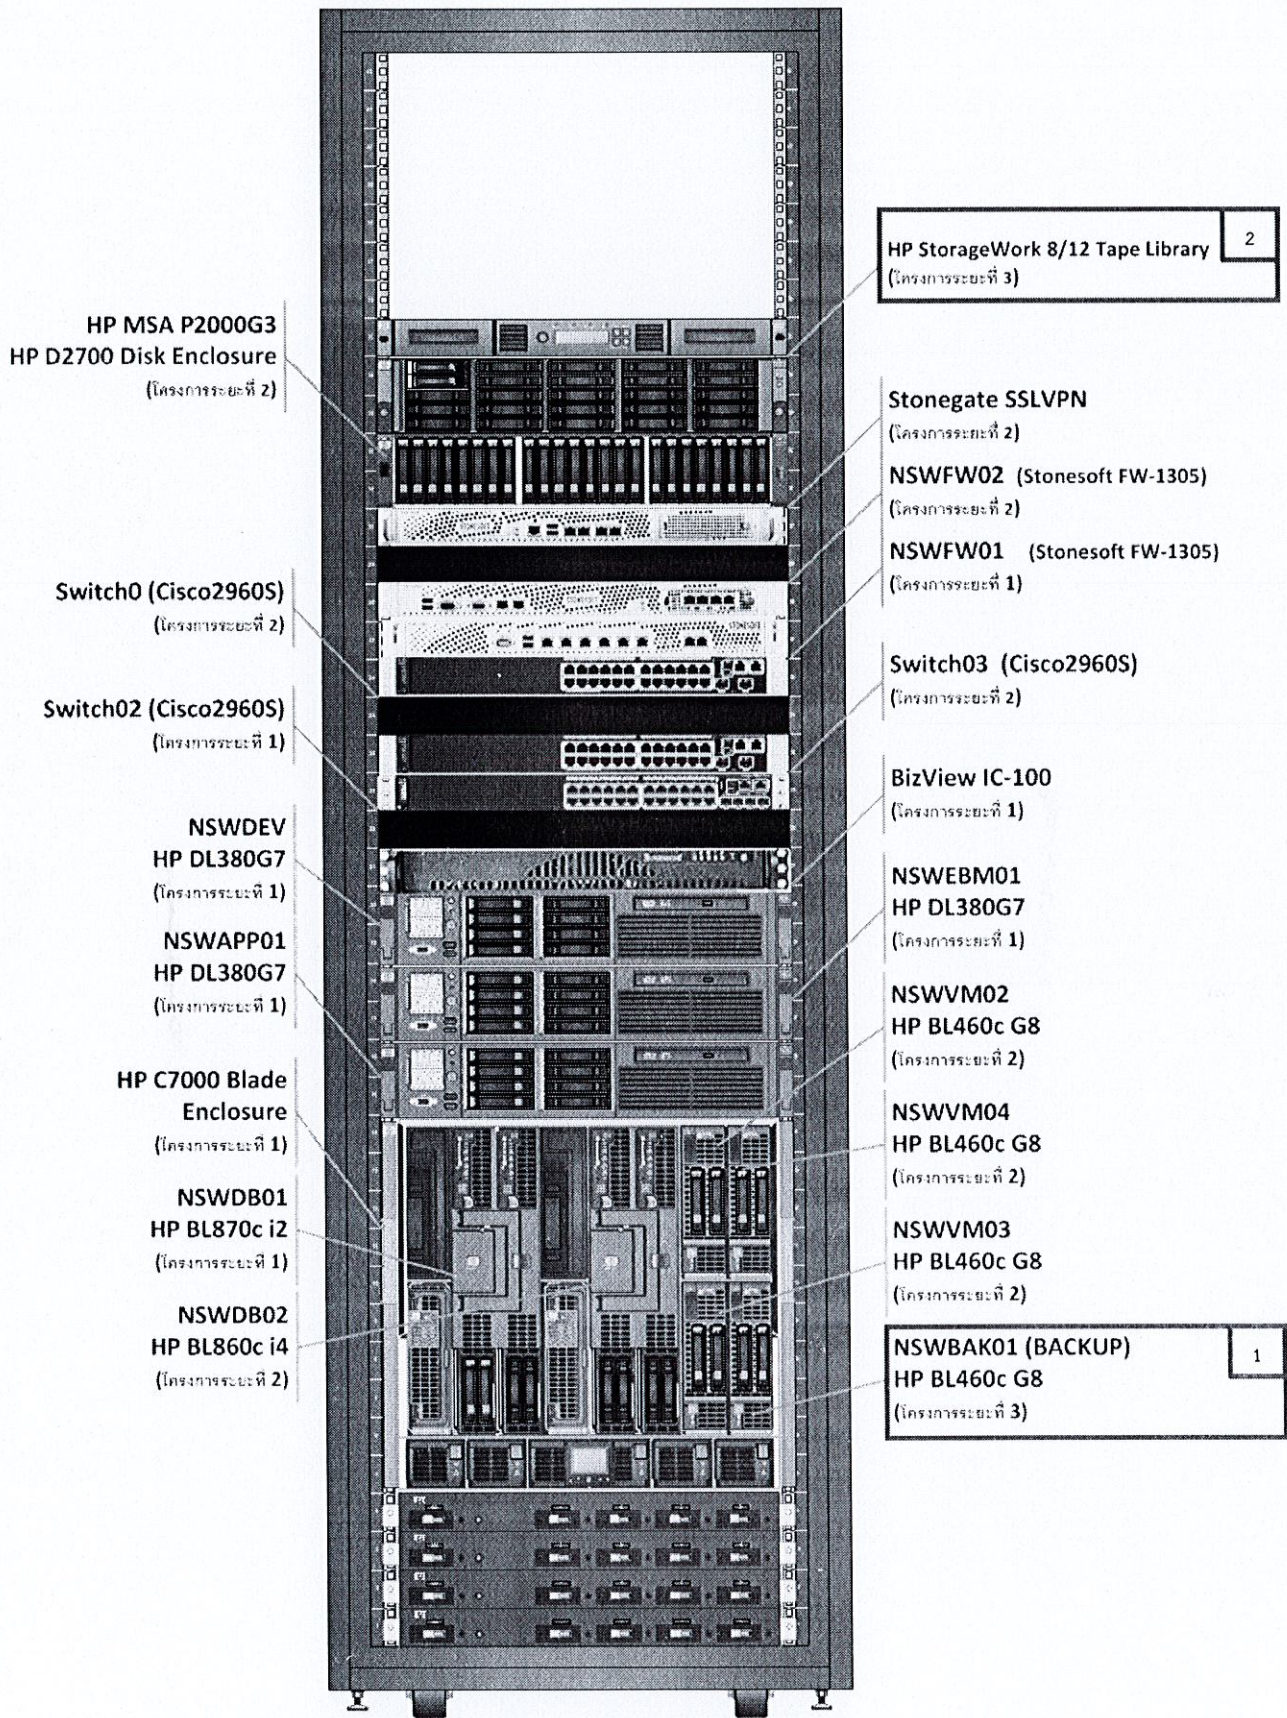 HP MSA P2000G3
HP D2700 Disk Enclosure
(โครงการระยะที่ 2)
Switch0 (Cisco2960S)
(โครงการระยะที่ 2)
Switch02 (Cisco2960S)
(โครงการระยะที่ 1)
NSWDEV
HP DL380G7
(โครงการระยะที่ 1)
NSWAPP01
HP DL380G7
(โครงการระยะที่ 1)
HP C7000 Blade
Enclosure
(โครงการระยะที่ 1)
NSWDB01
HP BL870c i2
(โครงการระยะที่ 1)
NSWDB02
HP BL860c i4
(โครงการระยะที่ 2)
HP StorageWork 8/12 Tape Library
2
(โครงการระยะที่ 3)
Stonegate SSLVPN
(โครงการระยะที่ 2)
NSWFW02 (Stonesoft FW-1305)
(โครงการระยะที่ 2)
NSWFW01 (Stonesoft FW-1305)
(โครงการระยะที่ 1)
Switch03 (Cisco2960S)
(โครงการระยะที่ 2)
BizView IC-100
(โครงการระยะที่ 1)
NSWEBM01
HP DL380G7
(โครงการระยะที่ 1)
NSWVM02
HP BL460c G8
(โครงการระยะที่ 2)
NSWVM04
HP BL460c G8
(โครงการระยะที่ 2)
NSWVM03
HP BL460c G8
(โครงการระยะที่ 2)
NSWBAK01 (BACKUP)
1
HP BL460c G8
(โครงการระยะที่ 3)